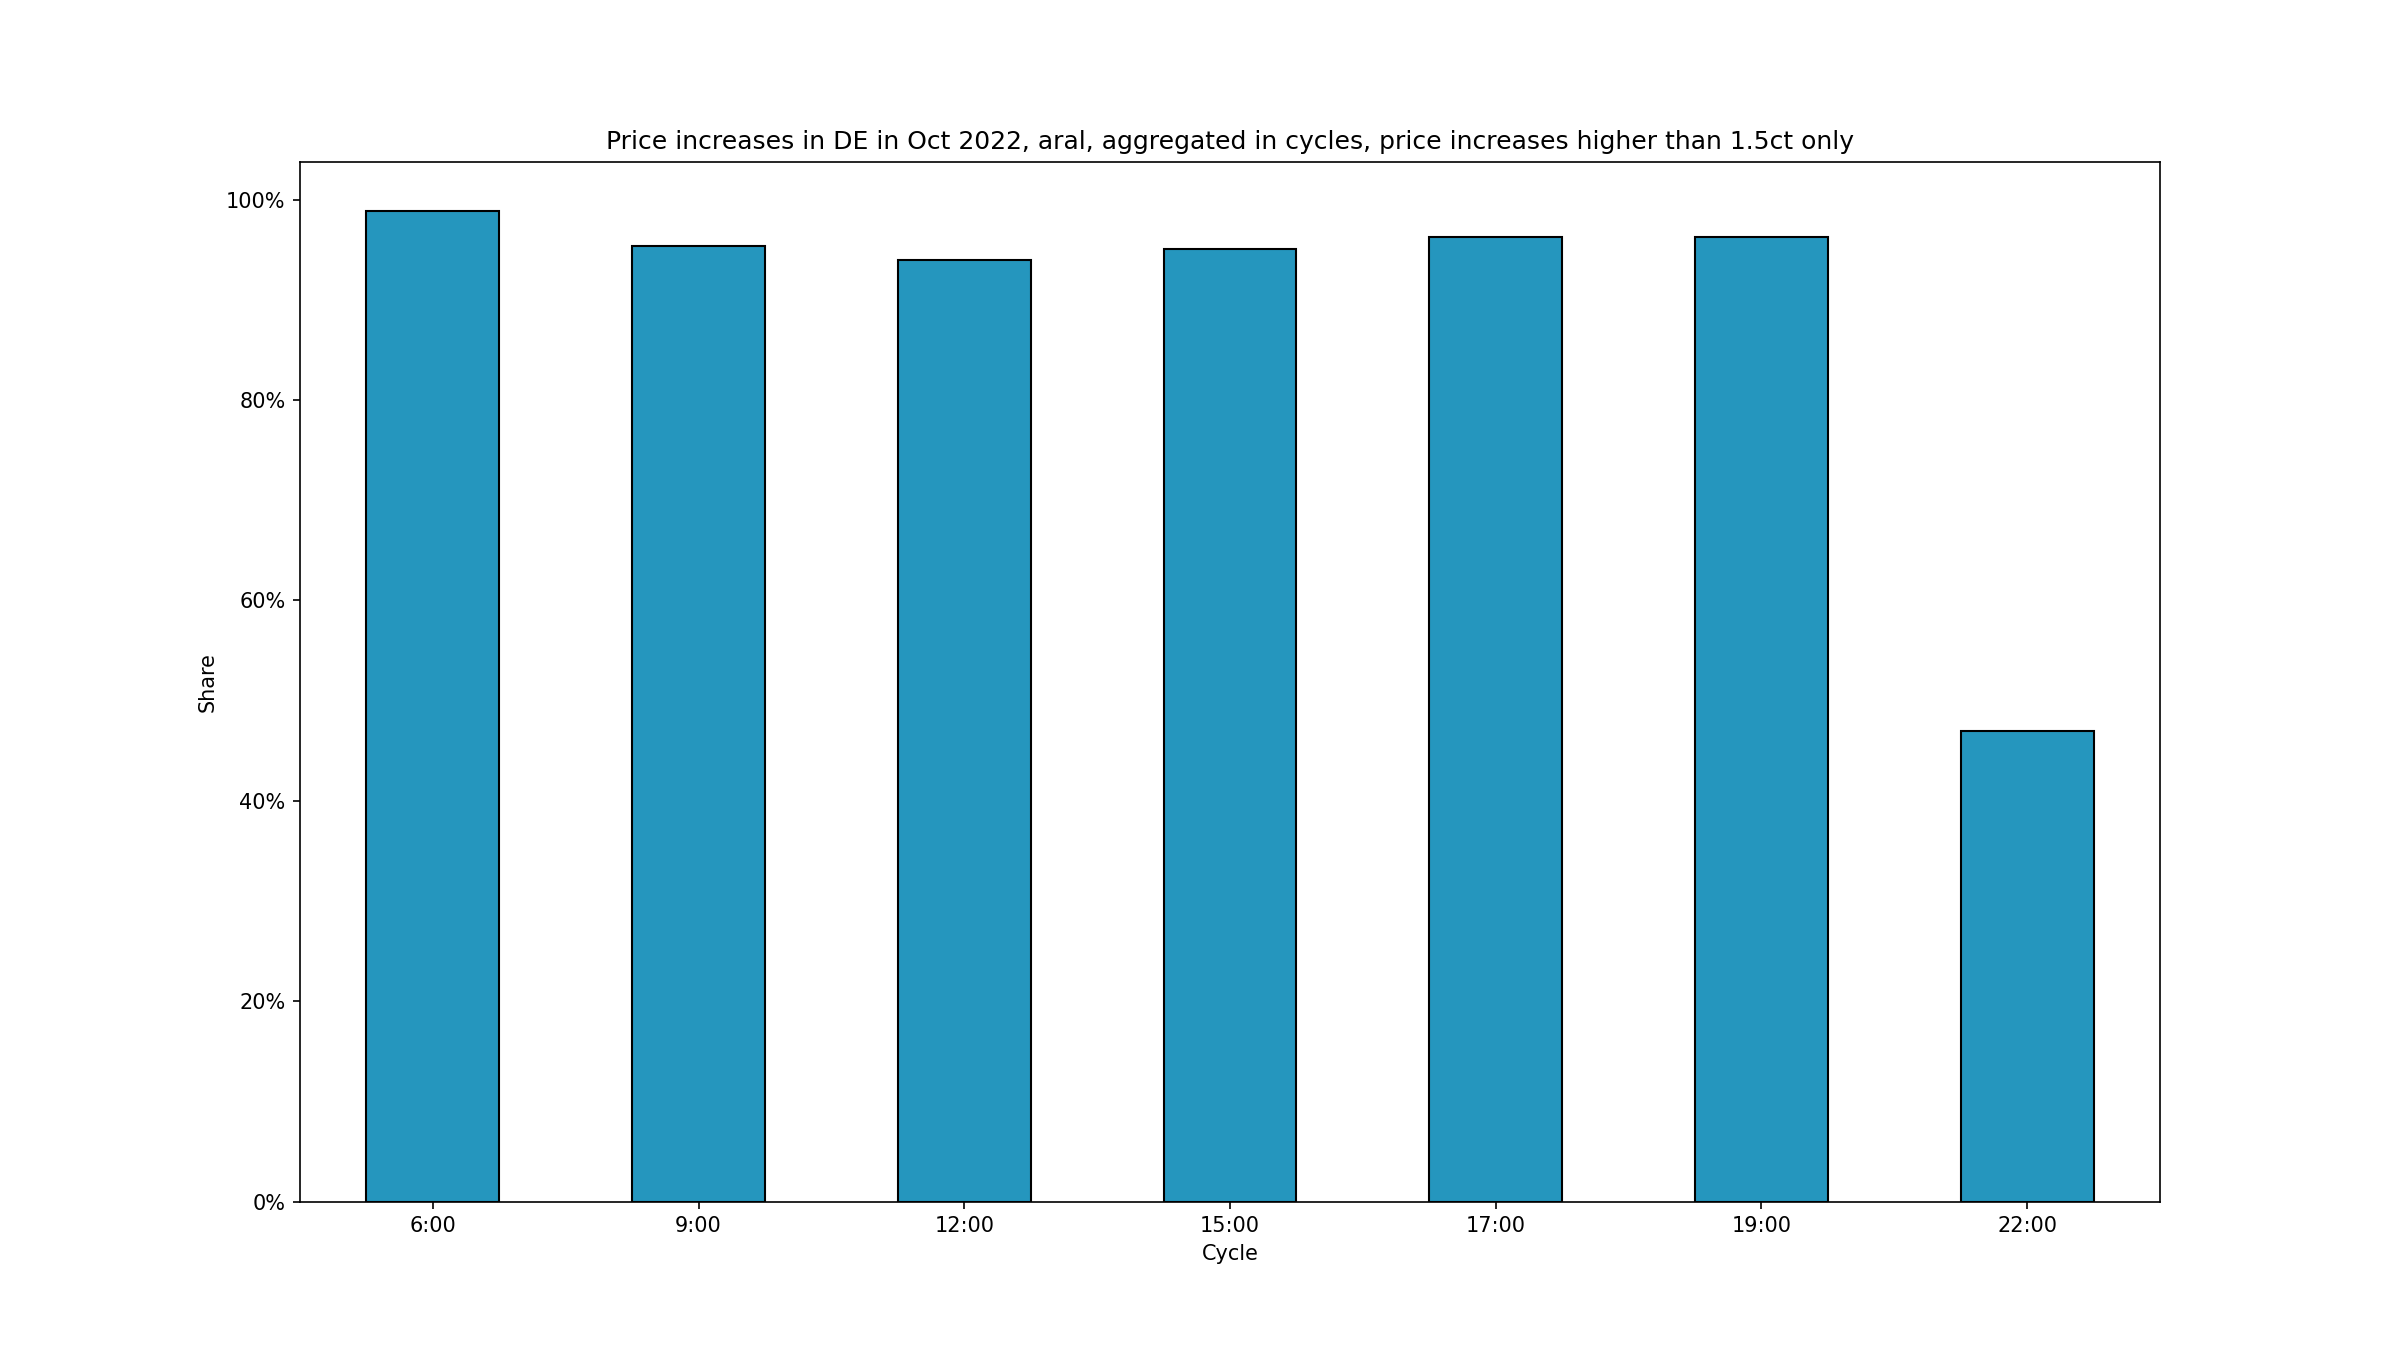 Price increases in DE in Oct 2022, aral, aggregated in cycles, price increases higher than 1.5ct only
100%
80%
60%
40%
20%
0%
Share
6:00 9:00 12:00 15:00 17:00 19:00 22:00
Cycle